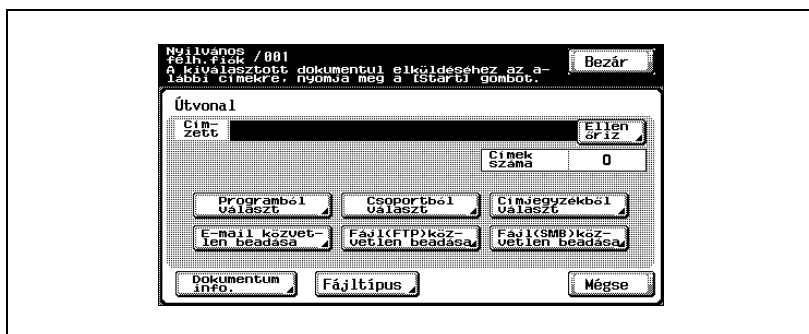 Nyilvános
félh.fiók /001
A kiválasztott dokumentul elküldéséhez az a-
lábbi címekre, nyomja meg a [Start] gombot.
Bezár
Útvonal
Cím-
zett
Ellen
őriz
Címek
száma 0
Programból
választ
Csoportból
választ
Címjegyzékből
választ
E-mail közvet-
len beadása
Fájl(FTP)köz-
vetlen beadása
Fájl(SMB)köz-
vetlen beadása
Dokumentum
info.
Fájltípus
Mégse